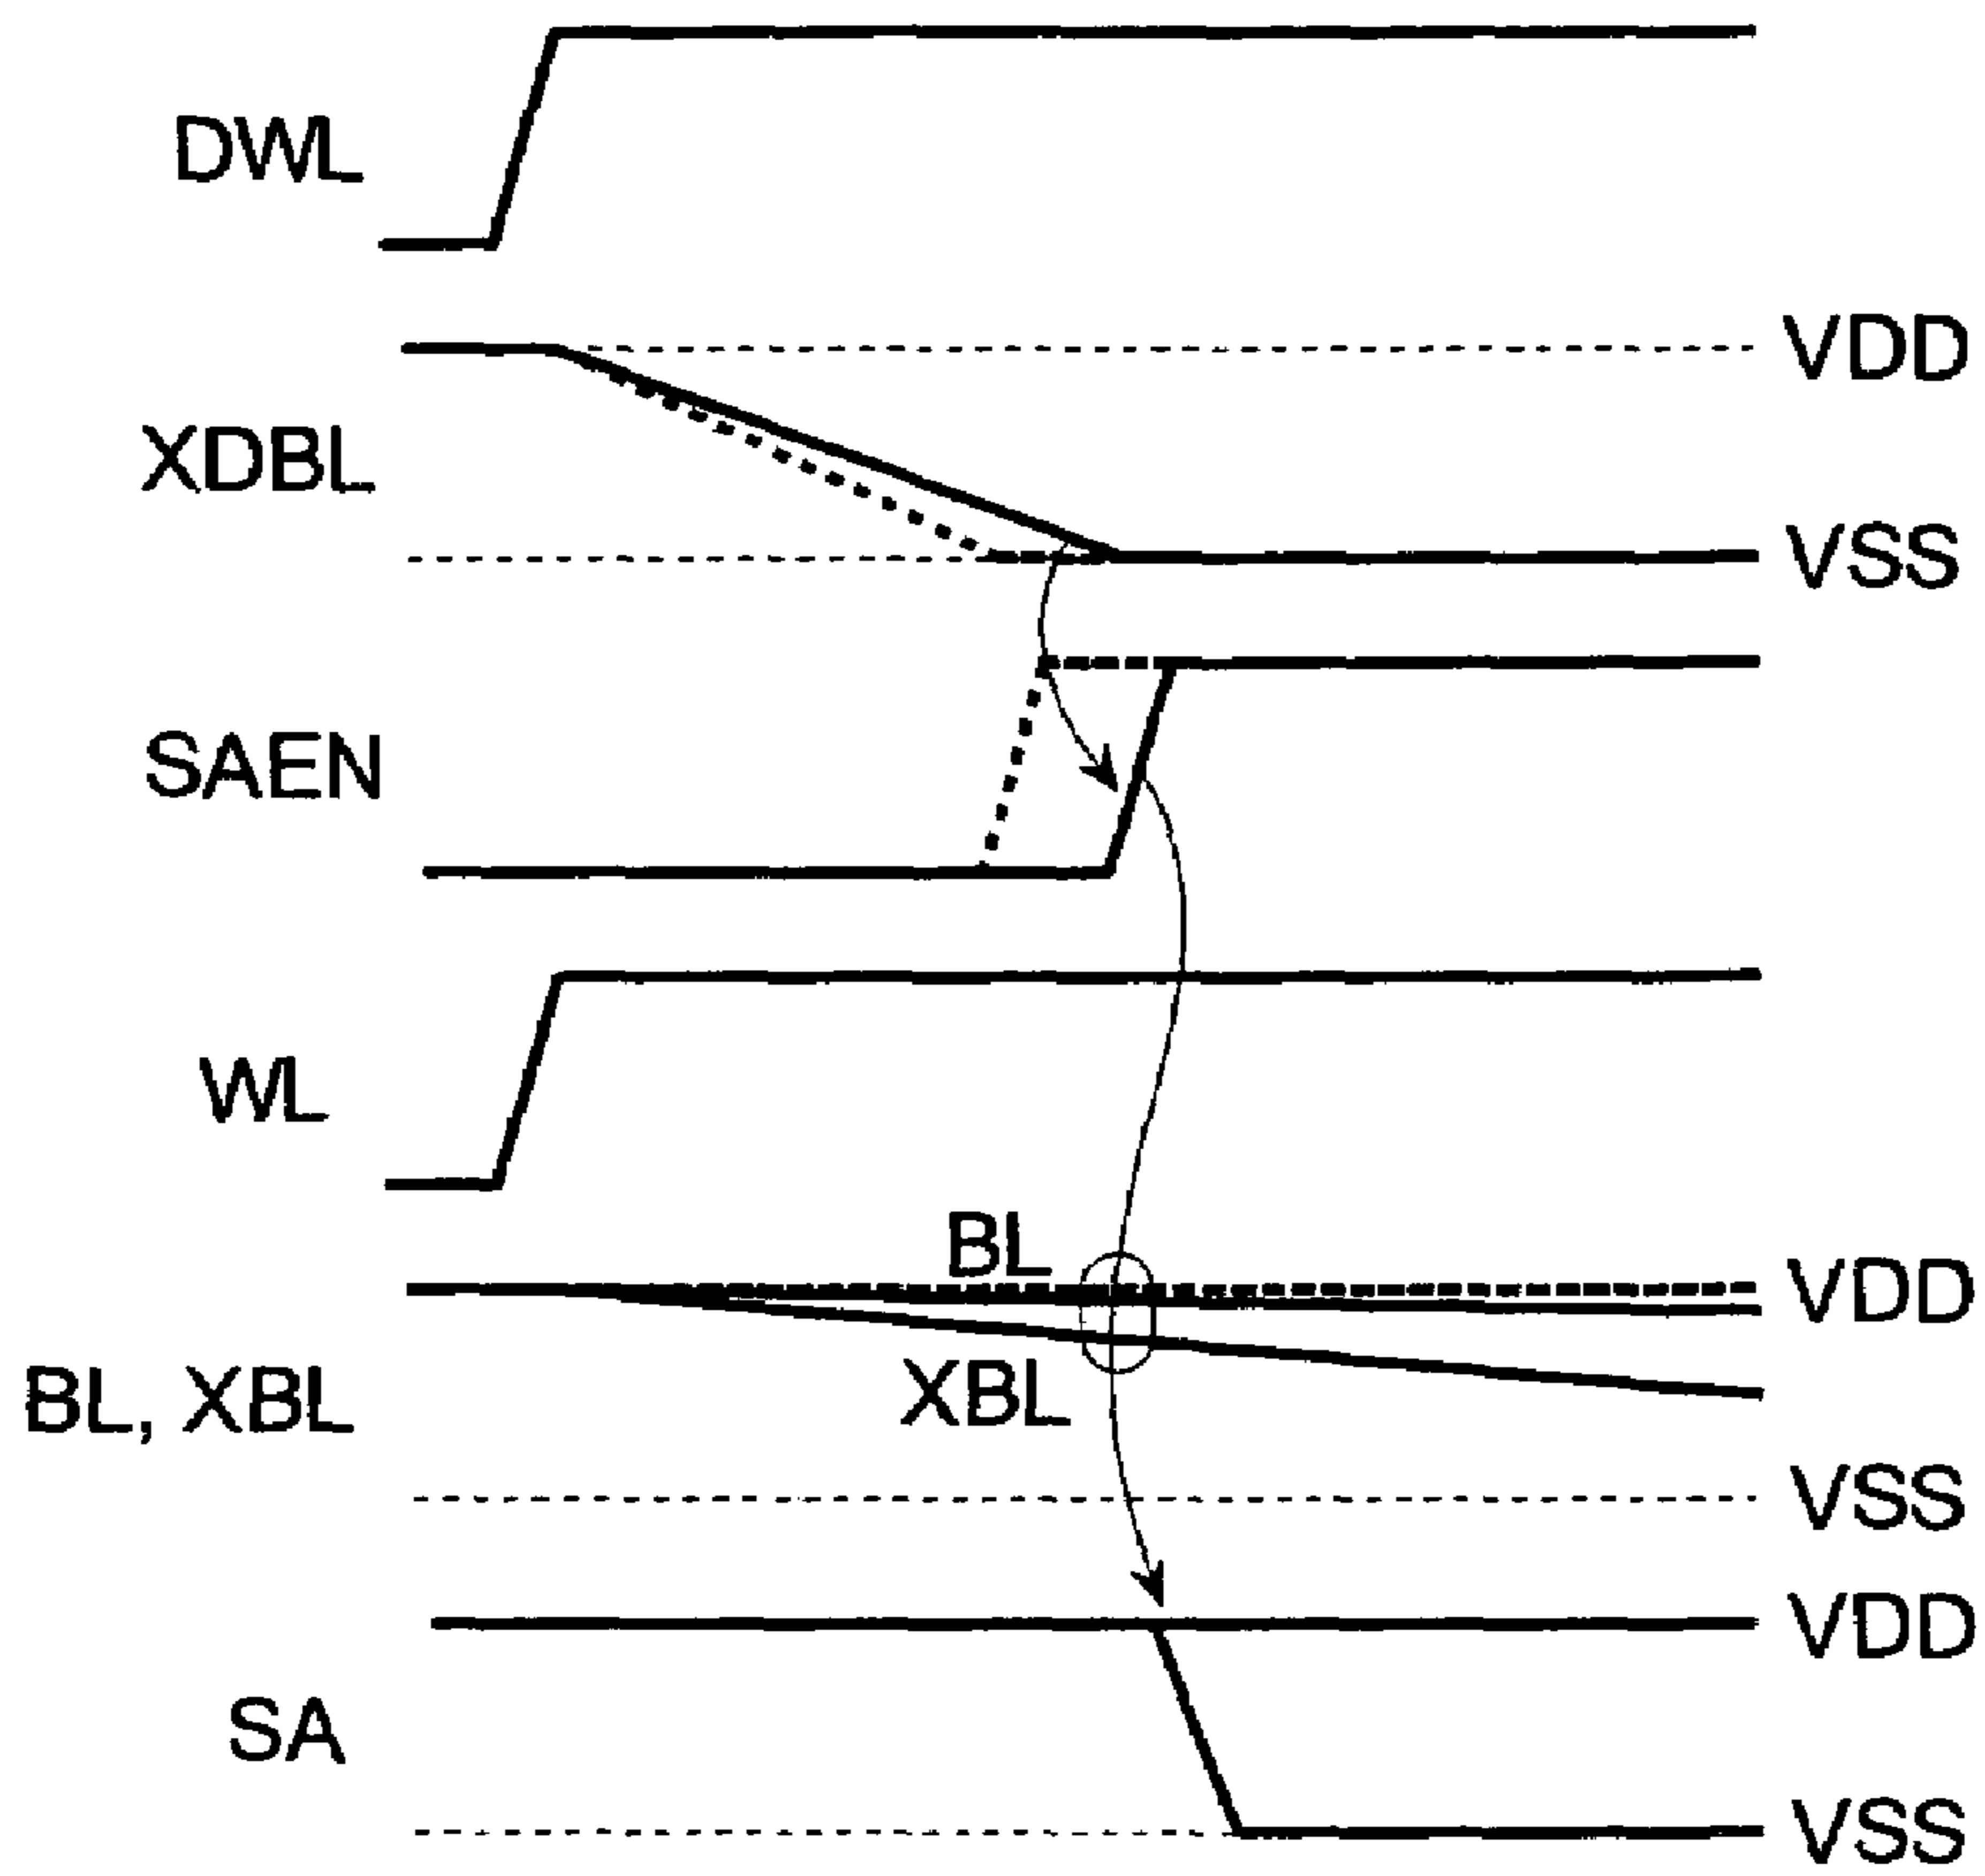 DWL
VDD
XDBL
VSS
SAEN
WL
BL
VDD
BL, XBL
XBL
VSS
VDD
SA
VSS